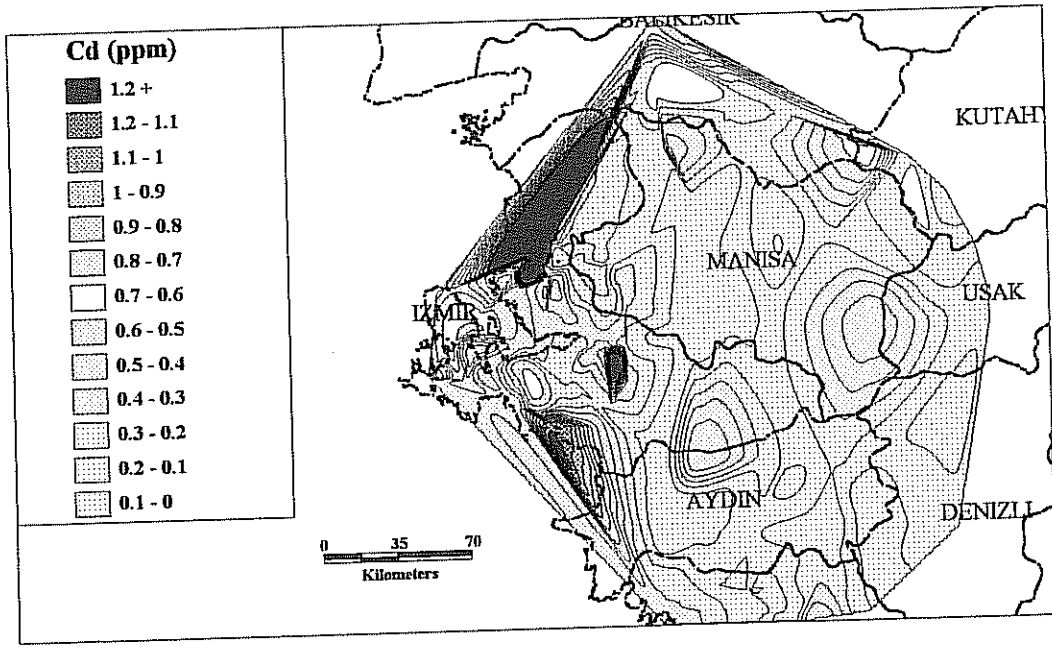 Cd (ppm)
1.2 +
1.2 - 1.1
1.1 - 1
1 - 0.9
0.9 - 0.8
0.8 - 0.7
0.7 - 0.6
0.6 - 0.5
0.5 - 0.4
0.4 - 0.3
0.3 - 0.2
0.2 - 0.1
0.1 - 0
BALIKESIR
KUTAHY
MANISA
USAK
IZMIR
AYDIN
DENIZLI
0 35 70
Kilometers